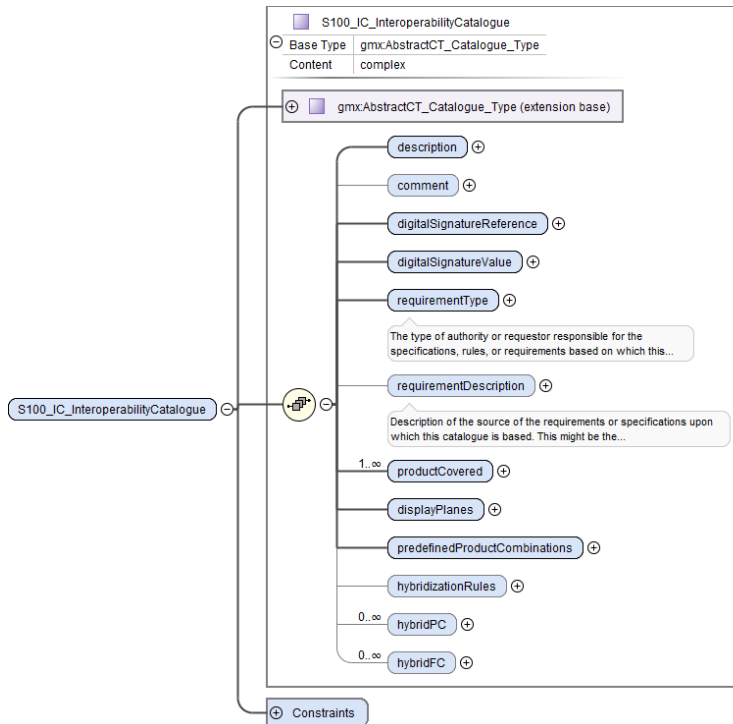 S100_IC_InteroperabilityCatalogue
Base Type gmx:AbstractCT_Catalogue_Type
Content complex
gmx:AbstractCT_Catalogue_Type (extension base)
description
comment
digitalSignatureReference
digitalSignatureValue
requirementType
The type of authority or requestor responsible for the
specifications, rules, or requirements based on which this...
requirementDescription
Description of the source of the requirements or specifications upon
which this catalogue is based. This might be the...
S100_IC_InteroperabilityCatalogue
1..∞ productCovered
displayPlanes
predefinedProductCombinations
hybridizationRules
0..∞ hybridPC
0..∞ hybridFC
Constraints